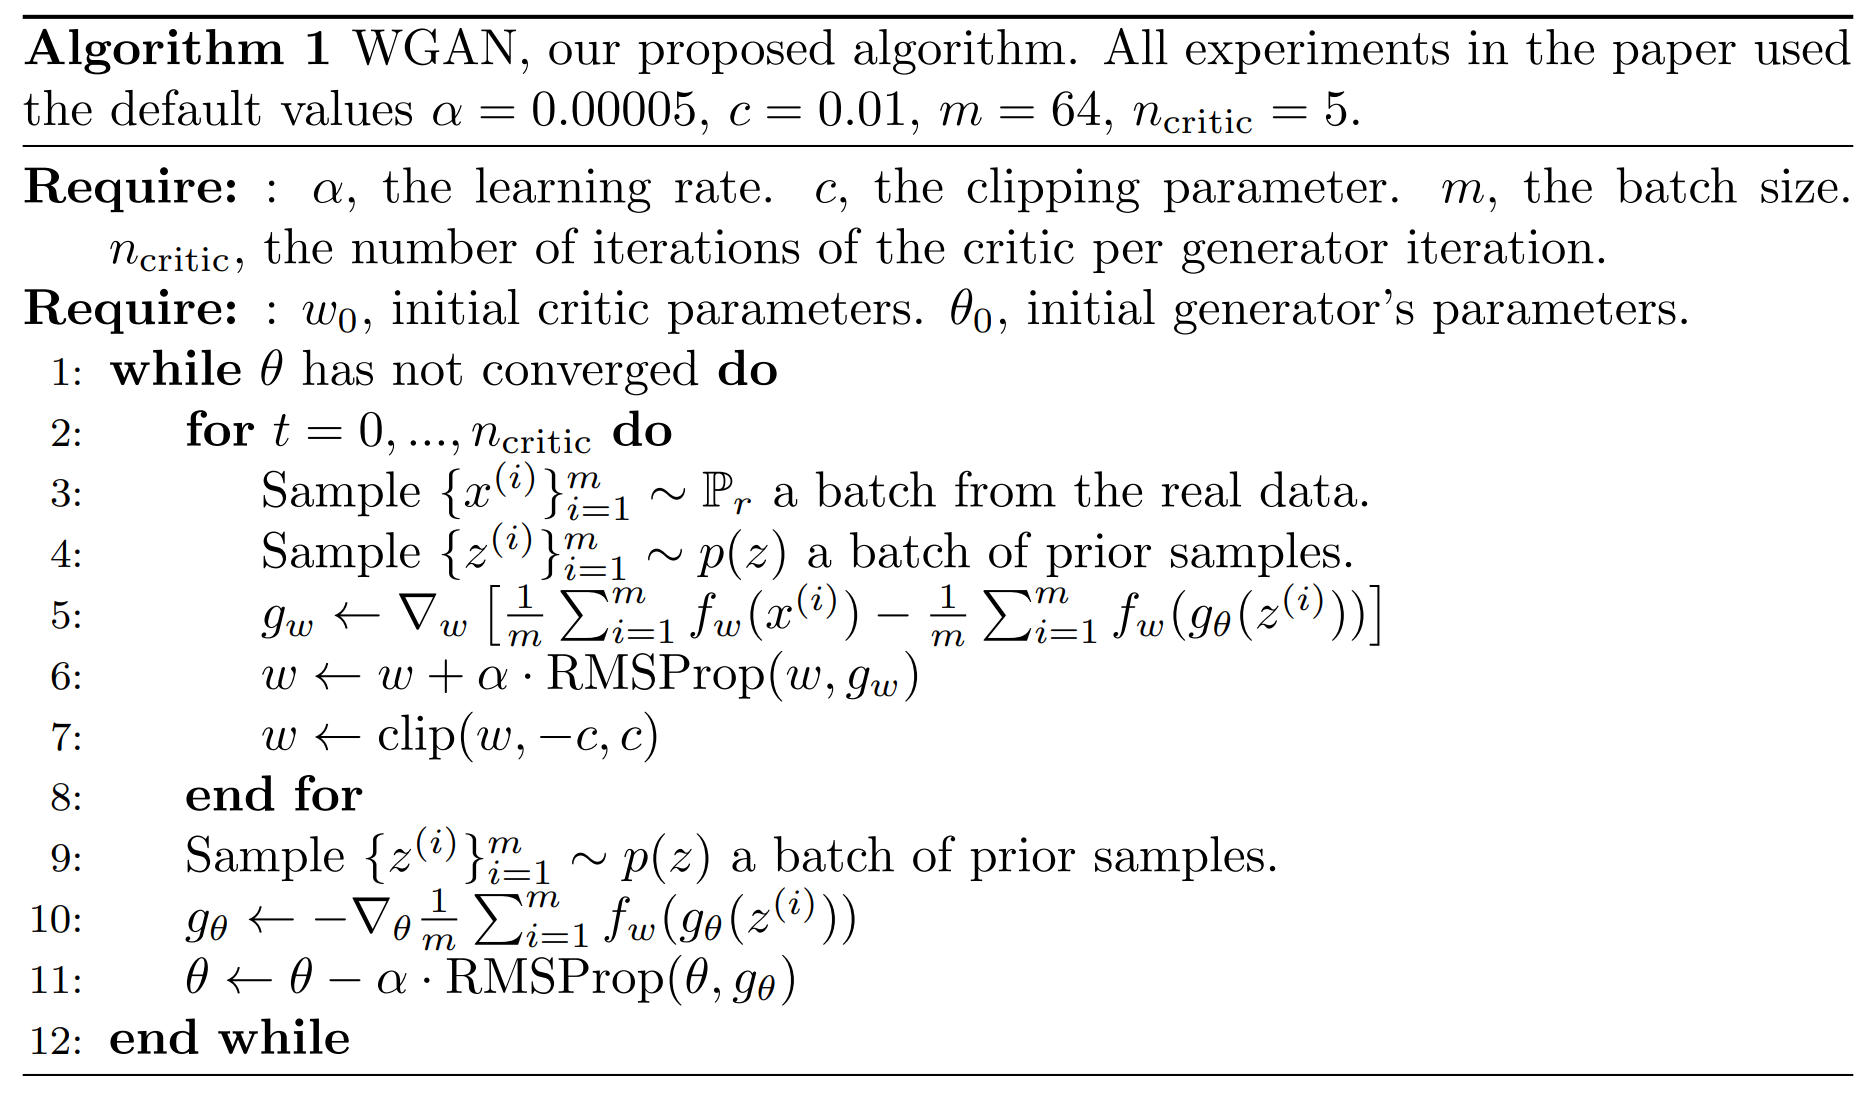 Algorithm 1 WGAN, our proposed algorithm. All experiments in the paper used
the default values α = 0.00005, c = 0.01, m = 64, n_critic = 5.
Require: : α, the learning rate. c, the clipping parameter. m, the batch size.
n_critic, the number of iterations of the critic per generator iteration.
Require: : w₀, initial critic parameters. θ₀, initial generator's parameters.
1: while θ has not converged do
2: for t = 0, ..., n_critic do
3: Sample {x^(i)}_{i=1}^m ∼ ℙ_r a batch from the real data.
4: Sample {z^(i)}_{i=1}^m ∼ p(z) a batch of prior samples.
5: g_w ← ∇_w [1/m ∑_{i=1}^m f_w(x^(i)) − 1/m ∑_{i=1}^m f_w(g_θ(z^(i)))]
6: w ← w + α · RMSProp(w, g_w)
7: w ← clip(w, −c, c)
8: end for
9: Sample {z^(i)}_{i=1}^m ∼ p(z) a batch of prior samples.
10: g_θ ← −∇_θ 1/m ∑_{i=1}^m f_w(g_θ(z^(i)))
11: θ ← θ − α · RMSProp(θ, g_θ)
12: end while